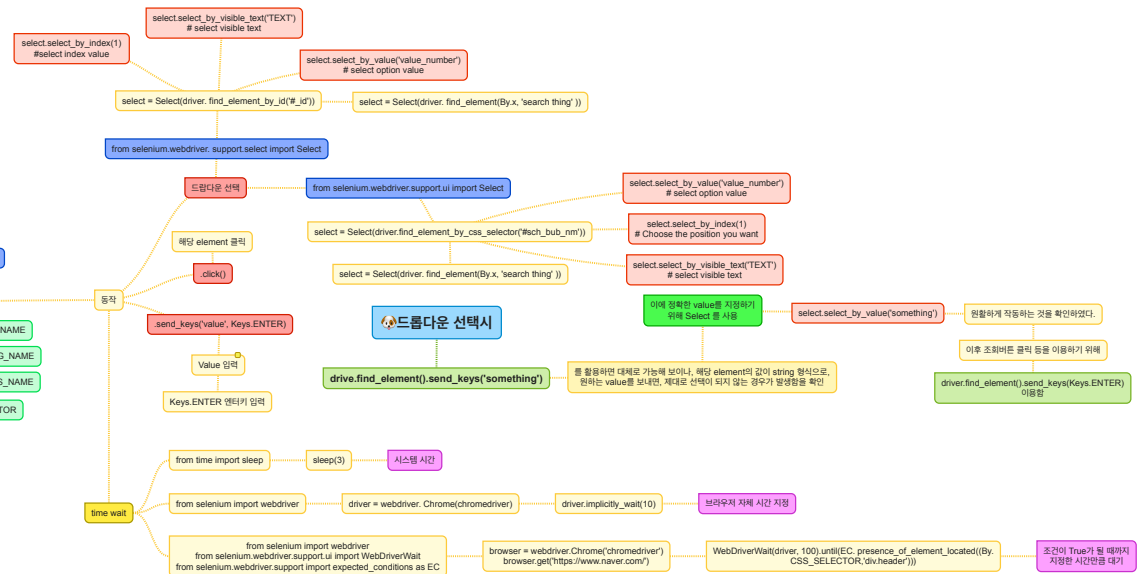 select.select_by_visible_text('TEXT')
# select visible text
select.select_by_index(1)
#select index value
select.select_by_value('value_number')
# select option value
select = Select(driver. find_element_by_id('#_id'))
select = Select(driver. find_element(By.x, 'search thing' ))
from selenium.webdriver. support.select import Select
드랍다운 선택
from selenium.webdriver.support.ui import Select
select.select_by_value('value_number')
# select option value
select = Select(driver.find_element_by_css_selector('#sch_bub_nm'))
select.select_by_index(1)
# Choose the position you want
select = Select(driver. find_element(By.x, 'search thing' ))
select.select_by_visible_text('TEXT')
# select visible text
해당 element 클릭
.click()
동작
.send_keys('value', Keys.ENTER)
Value 입력
Keys.ENTER 엔터키 입력
NAME
G_NAME
S_NAME
TOR
🐶드롭다운 선택시
drive.find_element().send_keys('something')
를 활용하면 대체로 가능해 보이나, 해당 element의 값이 string 형식으로,
원하는 value를 보내면, 제대로 선택이 되지 않는 경우가 발생함을 확인
이에 정확한 value를 지정하기
위해 Select 를 사용
select.select_by_value('something')
원활하게 작동하는 것을 확인하였다.
이후 조회버튼 클릭 등을 이용하기 위해
driver.find_element().send_keys(Keys.ENTER)
이용함
time wait
from time import sleep
sleep(3)
시스템 시간
from selenium import webdriver
driver = webdriver. Chrome(chromedriver)
driver.implicitly_wait(10)
브라우저 자체 시간 지정
from selenium import webdriver
from selenium.webdriver.support.ui import WebDriverWait
from selenium.webdriver.support import expected_conditions as EC
browser = webdriver.Chrome('chromedriver')
browser.get('https://www.naver.com/')
WebDriverWait(driver, 100).until(EC. presence_of_element_located((By.
CSS_SELECTOR,'div.header')))
조건이 True가 될 때까지
지정한 시간만큼 대기